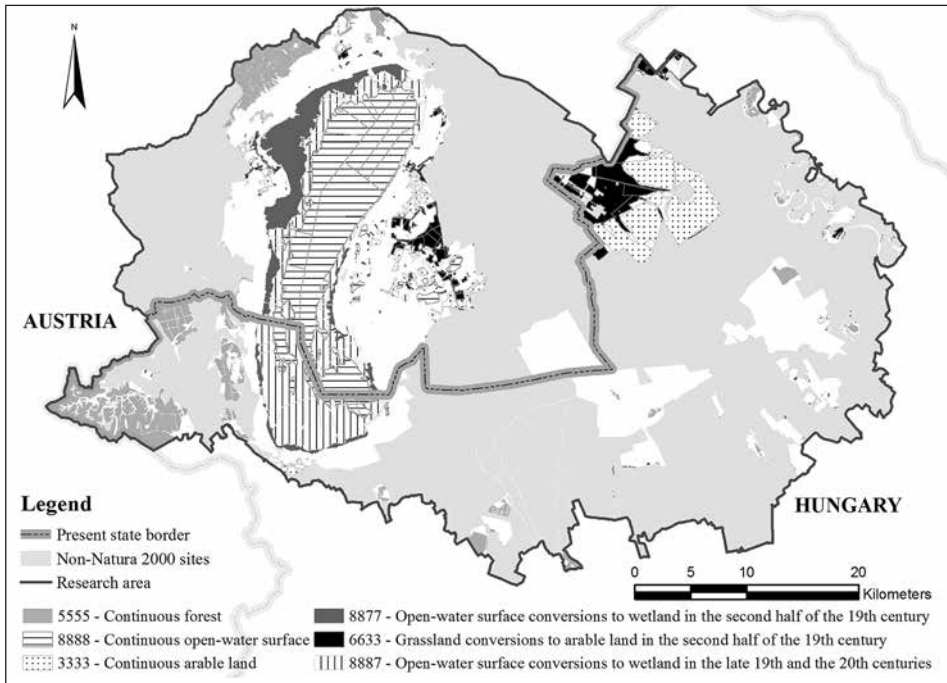 N
AUSTRIA
HUNGARY
Legend
Present state border
Non-Natura 2000 sites
Research area
0 5 10 20
Kilometers
5555 - Continuous forest
8888 - Continuous open-water surface
3333 - Continuous arable land
8877 - Open-water surface conversions to wetland in the second half of the 19th century
6633 - Grassland conversions to arable land in the second half of the 19th century
8887 - Open-water surface conversions to wetland in the late 19th and the 20th centuries